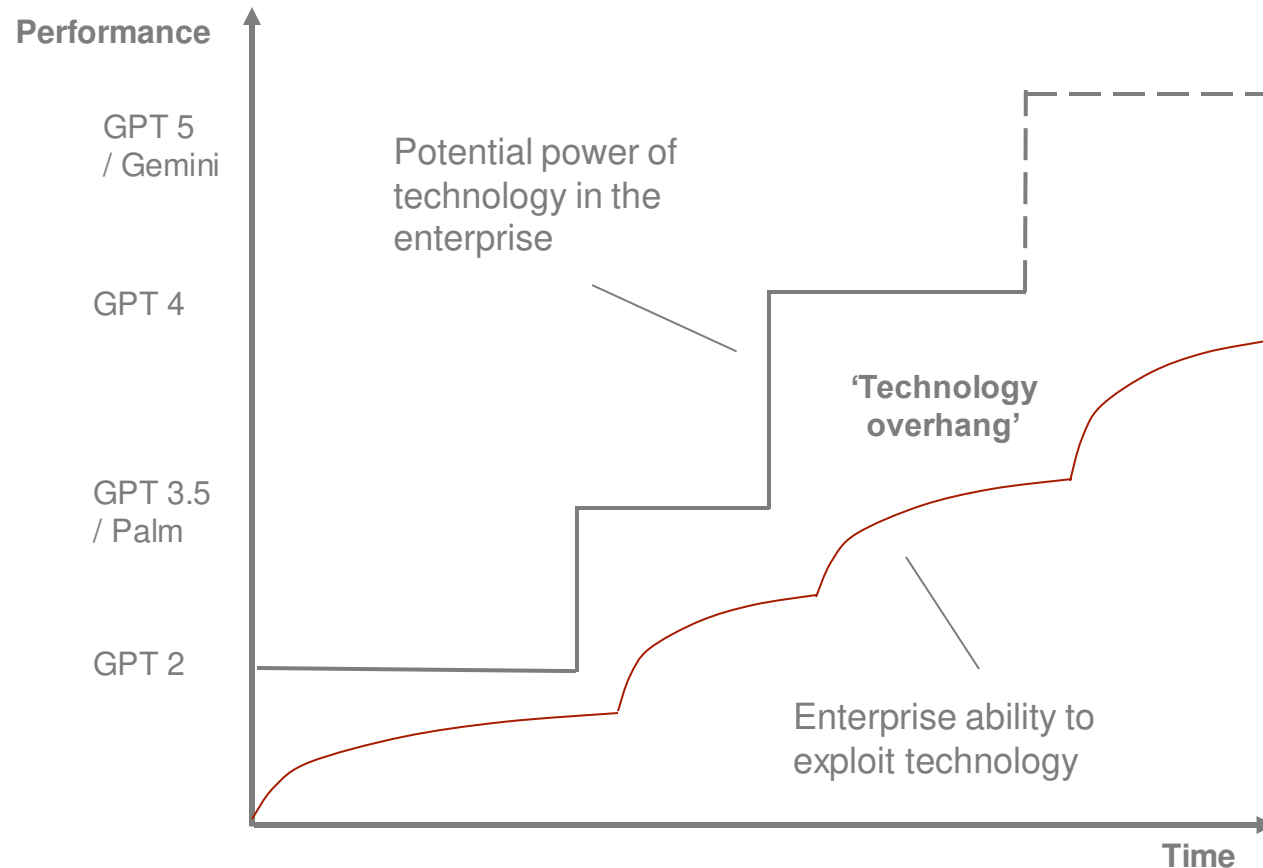 Performance
GPT 5
/ Gemini
Potential power of
technology in the
enterprise
GPT 4
‘Technology
overhang’
GPT 3.5
/ Palm
GPT 2
Enterprise ability to
exploit technology
Time